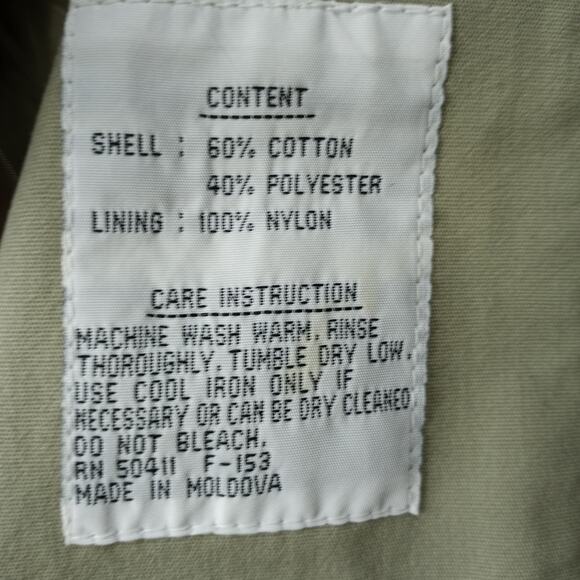 CONTENT
SHELL : 60% COTTON
40% POLYESTER
LINING : 100% NYLON
CARE INSTRUCTION
MACHINE WASH WARM, RINSE
THOROUGHLY. TUMBLE DRY LOW.
USE COOL IRON ONLY IF
NECESSARY OR CAN BE DRY CLEANED
DO NOT BLEACH.
RN 50411 F-153
MADE IN MOLDOVA